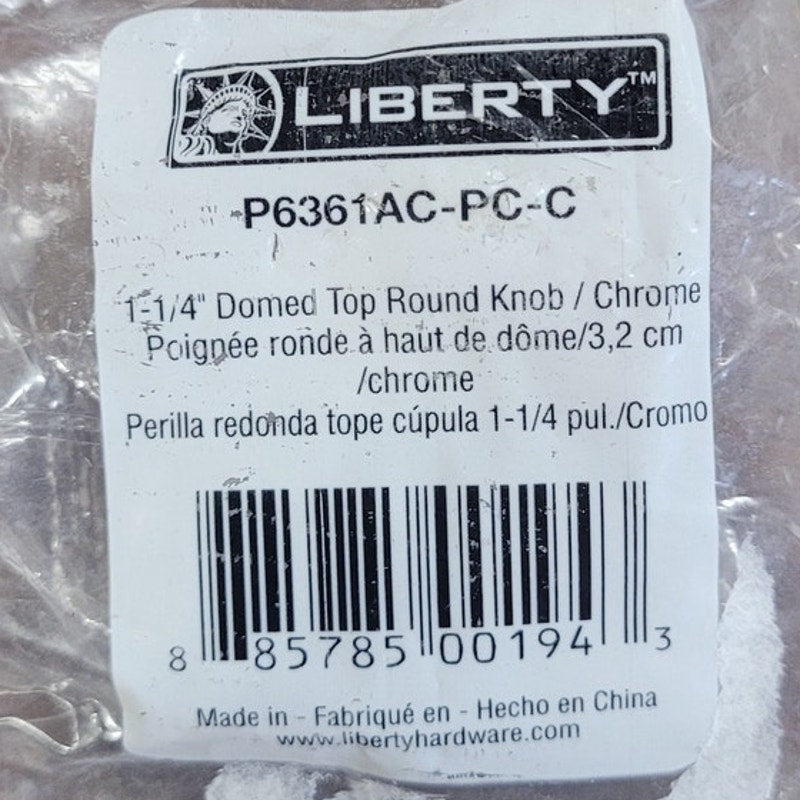 LIBERTY™
P6361AC-PC-C
1-1/4" Domed Top Round Knob / Chrome
Poignée ronde à haut de dôme/3,2 cm
/chrome
Perilla redonda tope cúpula 1-1/4 pul./Cromo
8 85785 00194 3
Made in - Fabriqué en - Hecho en China
www.libertyhardware.com